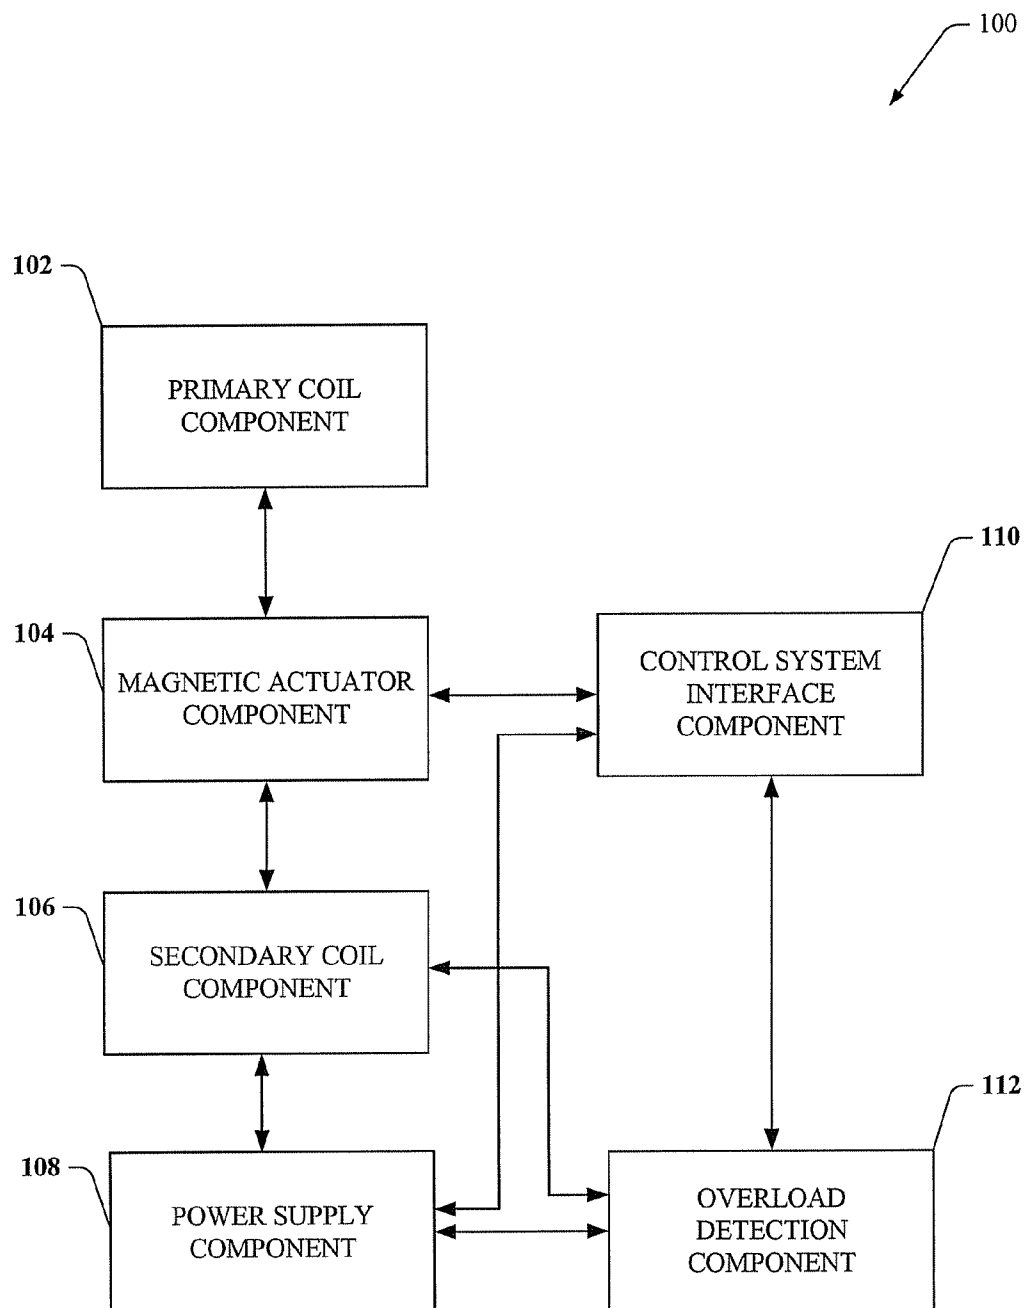 100
102
PRIMARY COIL
COMPONENT
104
MAGNETIC ACTUATOR
COMPONENT
110
CONTROL SYSTEM
INTERFACE
COMPONENT
106
SECONDARY COIL
COMPONENT
108
POWER SUPPLY
COMPONENT
112
OVERLOAD
DETECTION
COMPONENT